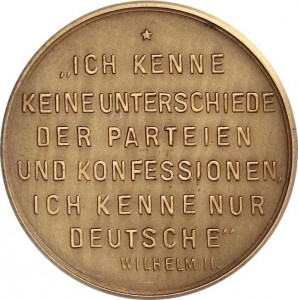 „ICH KENNE
KEINE UNTERSCHIEDE
DER PARTEIEN
UND KONFESSIONEN,
ICH KENNE NUR
DEUTSCHE”
WILHELM II.